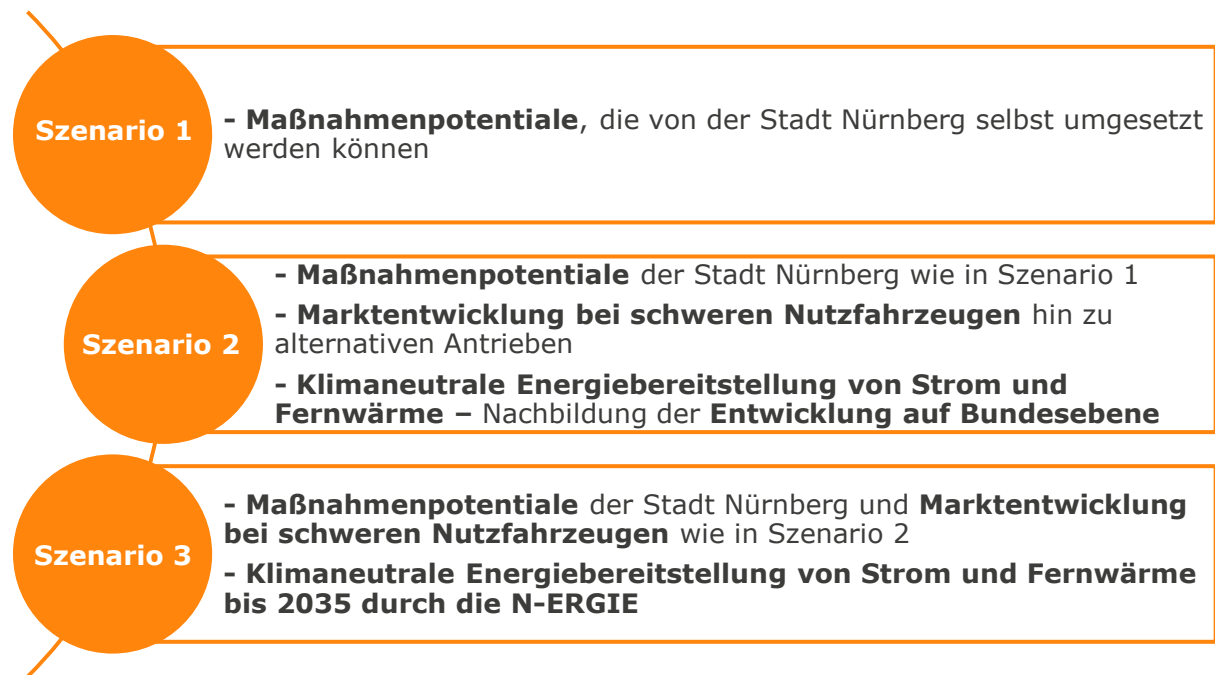 Szenario 1
- Maßnahmenpotentiale, die von der Stadt Nürnberg selbst umgesetzt
werden können
Szenario 2
- Maßnahmenpotentiale der Stadt Nürnberg wie in Szenario 1
- Marktentwicklung bei schweren Nutzfahrzeugen hin zu
alternativen Antrieben
- Klimaneutrale Energiebereitstellung von Strom und
Fernwärme – Nachbildung der Entwicklung auf Bundesebene
Szenario 3
- Maßnahmenpotentiale der Stadt Nürnberg und Marktentwicklung
bei schweren Nutzfahrzeugen wie in Szenario 2
- Klimaneutrale Energiebereitstellung von Strom und Fernwärme
bis 2035 durch die N-ERGIE